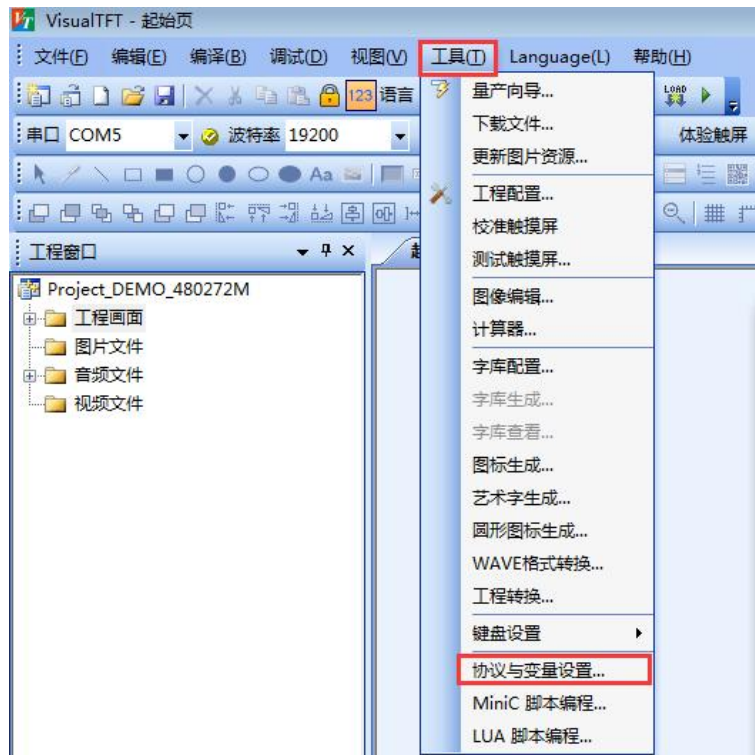 VisualTFT - 起始页
文件(F) 编辑(E) 编译(B) 调试(D) 视图(V) 工具(T) Language(L) 帮助(H)
123 语言 LOAD
串口 COM5 波特率 19200 体验触屏
Aa
工程窗口
Project_DEMO_480272M
工程画面
图片文件
音频文件
视频文件
量产向导...
下载文件...
更新图片资源...
工程配置...
校准触摸屏
测试触摸屏...
图像编辑...
计算器...
字库配置...
字库生成...
字库查看...
图标生成...
艺术字生成...
圆形图标生成...
WAVE格式转换...
工程转换...
键盘设置
协议与变量设置...
MiniC 脚本编程...
LUA 脚本编程...